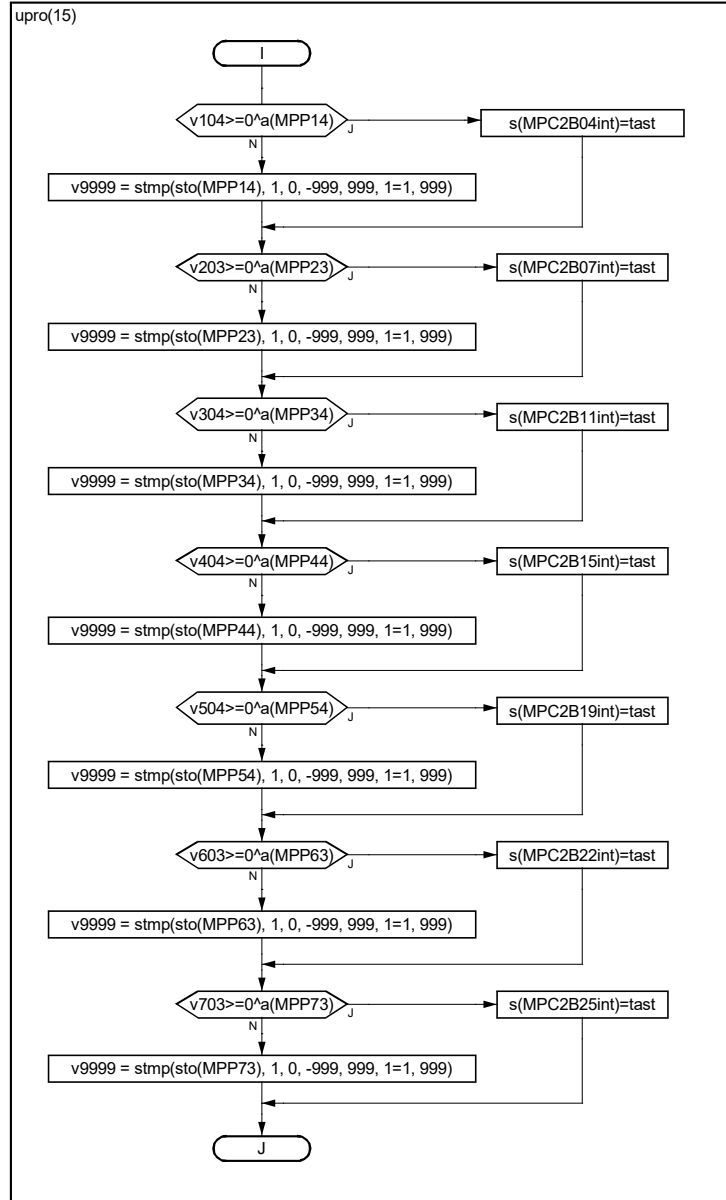 upro(15)
I
v104>=0^a(MPP14)
J
s(MPC2B04int)=tast
N
v9999 = stmp(sto(MPP14), 1, 0, -999, 999, 1=1, 999)
v203>=0^a(MPP23)
J
s(MPC2B07int)=tast
N
v9999 = stmp(sto(MPP23), 1, 0, -999, 999, 1=1, 999)
v304>=0^a(MPP34)
J
s(MPC2B11int)=tast
N
v9999 = stmp(sto(MPP34), 1, 0, -999, 999, 1=1, 999)
v404>=0^a(MPP44)
J
s(MPC2B15int)=tast
N
v9999 = stmp(sto(MPP44), 1, 0, -999, 999, 1=1, 999)
v504>=0^a(MPP54)
J
s(MPC2B19int)=tast
N
v9999 = stmp(sto(MPP54), 1, 0, -999, 999, 1=1, 999)
v603>=0^a(MPP63)
J
s(MPC2B22int)=tast
N
v9999 = stmp(sto(MPP63), 1, 0, -999, 999, 1=1, 999)
v703>=0^a(MPP73)
J
s(MPC2B25int)=tast
N
v9999 = stmp(sto(MPP73), 1, 0, -999, 999, 1=1, 999)
J